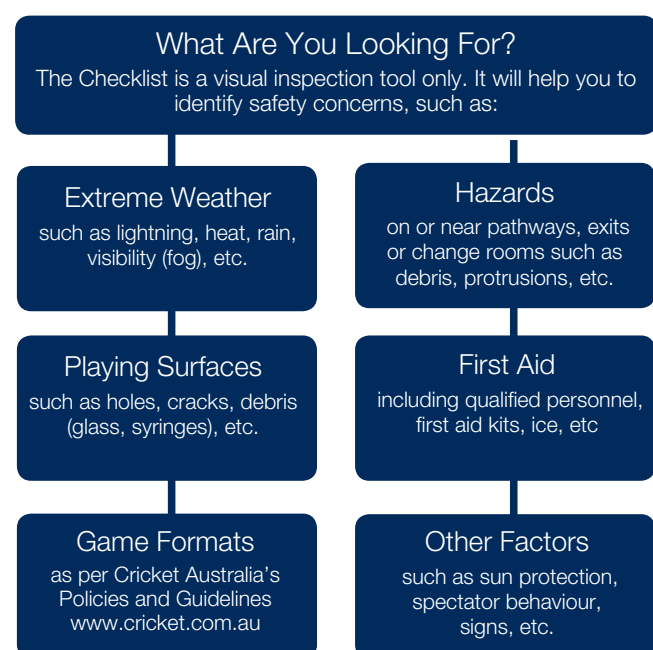 What Are You Looking For?
The Checklist is a visual inspection tool only. It will help you to
identify safety concerns, such as:
Extreme Weather
such as lightning, heat, rain,
visibility (fog), etc.
Hazards
on or near pathways, exits
or change rooms such as
debris, protrusions, etc.
Playing Surfaces
such as holes, cracks, debris
(glass, syringes), etc.
First Aid
including qualified personnel,
first aid kits, ice, etc
Game Formats
as per Cricket Australia's
Policies and Guidelines
www.cricket.com.au
Other Factors
such as sun protection,
spectator behaviour,
signs, etc.